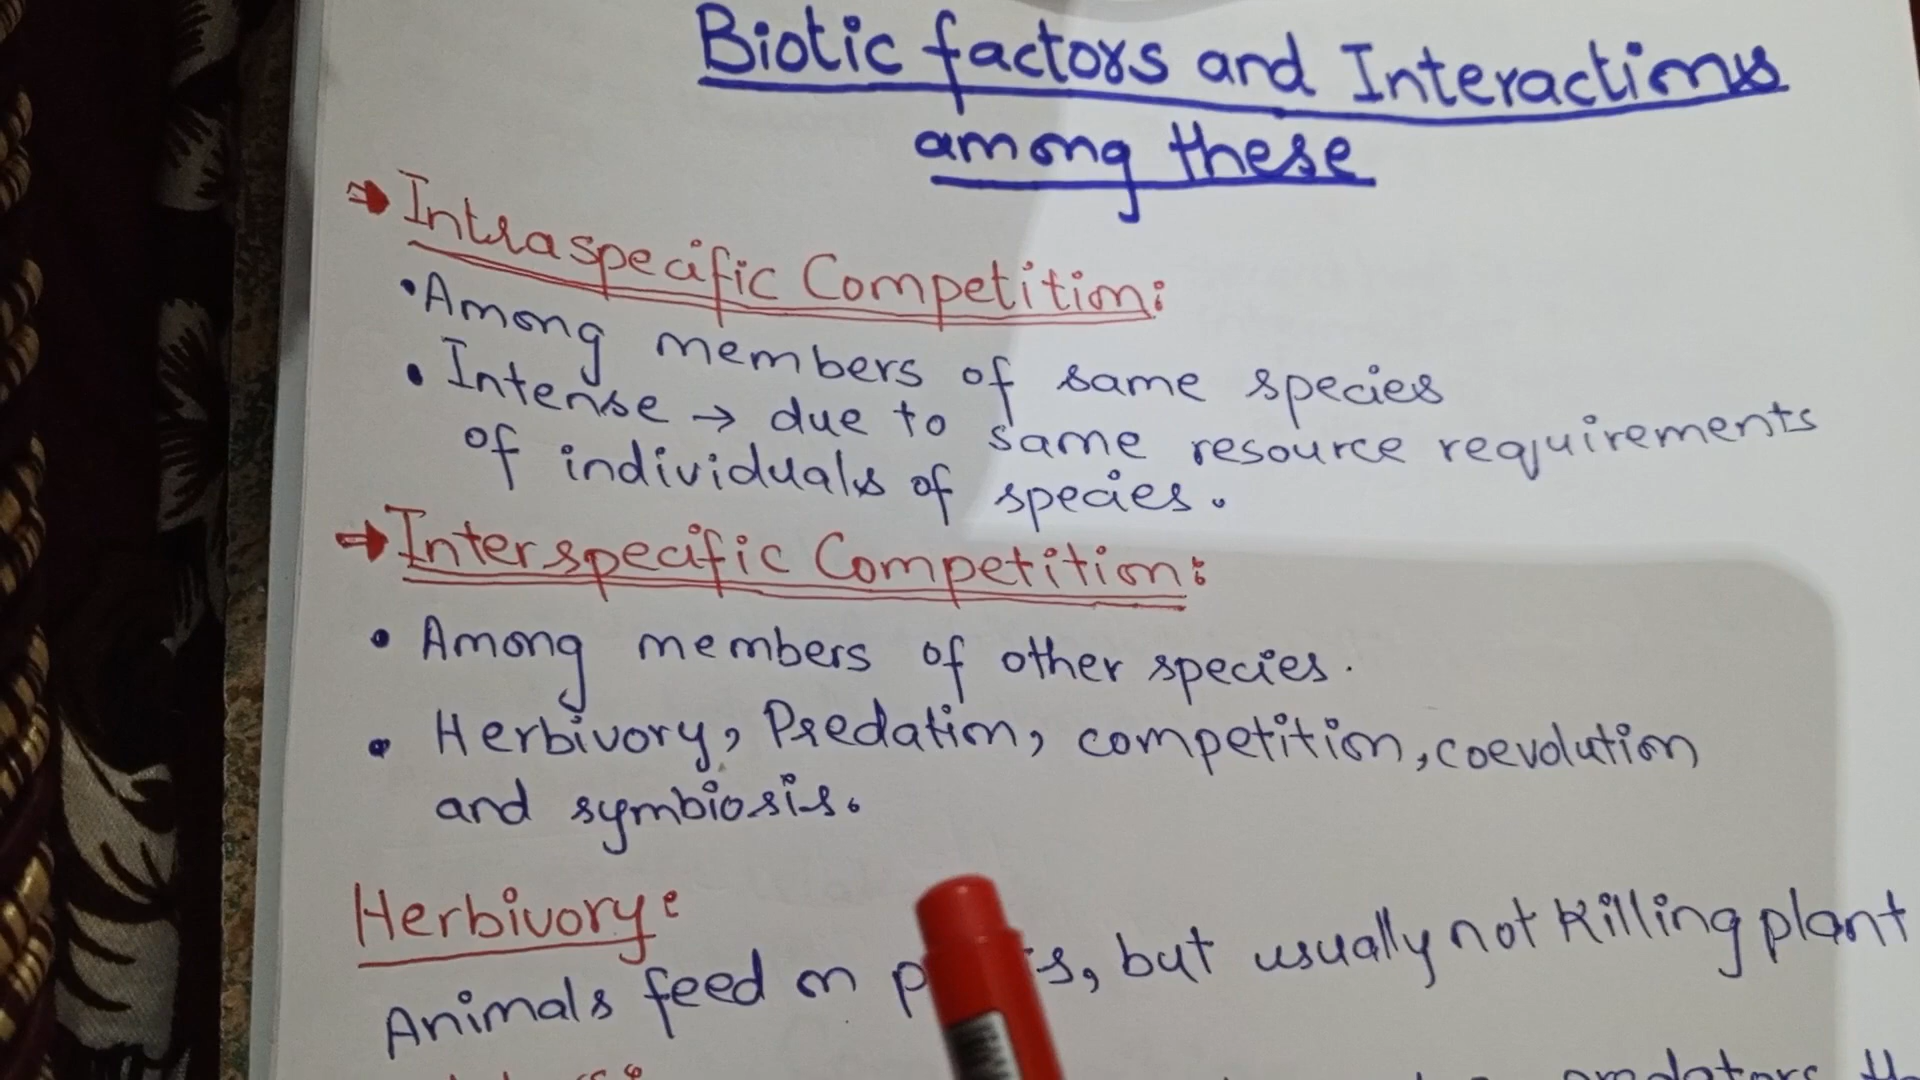 Biotic factors and Interactions
among these
⇒ Intraspecific Competition:
• Among members of same species
• Intense → due to same resource requirements
of individuals of species.
⇒ Interspecific Competition:
• Among members of other species.
• Herbivory, Predation, competition, coevolution
and symbiosis.
Herbivory:
Animals feed on , but usually not killing plant
predators